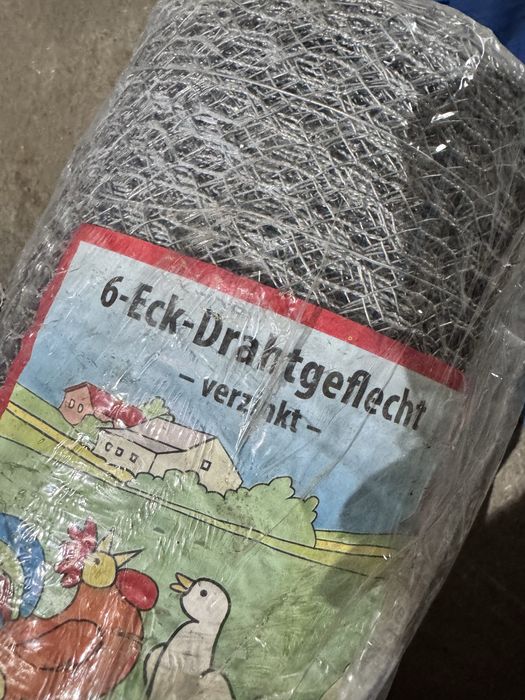 6-Eck-Drahtgeflecht
– verzinkt –